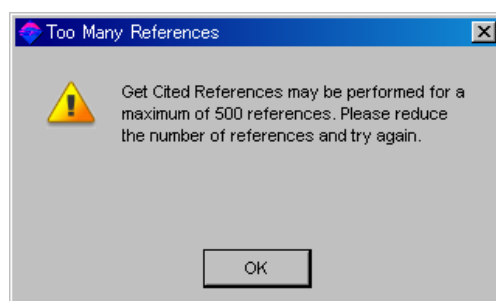 Too Many References
Get Cited References may be performed for a
maximum of 500 references. Please reduce
the number of references and try again.
OK